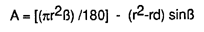 A = [(πr²ß) /180] - (r²-rd) sinß